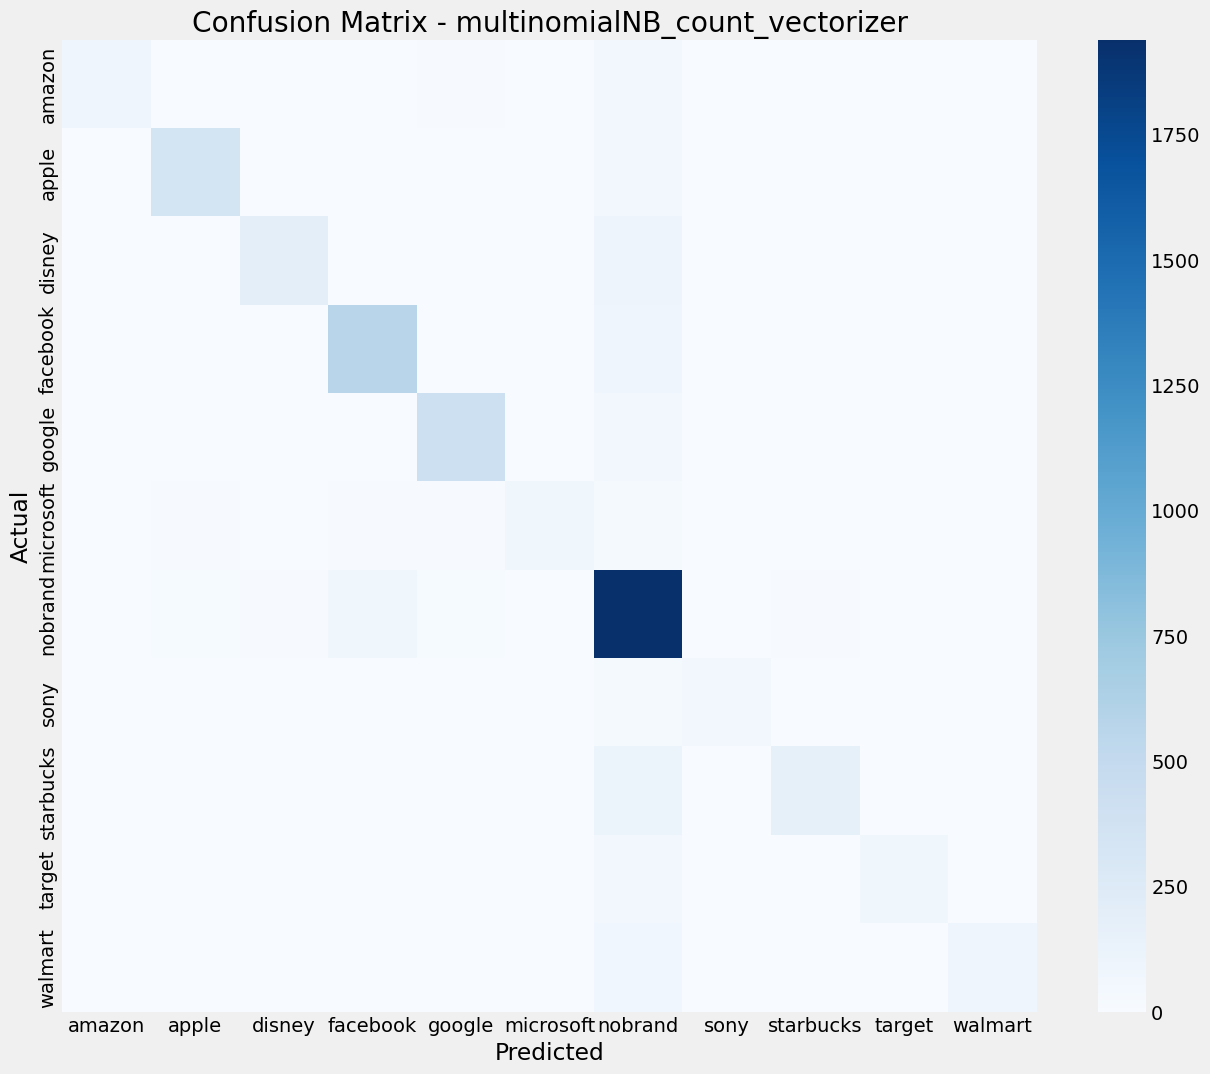 Confusion Matrix - multinomialNB_count_vectorizer
Actual
amazon
apple
disney
facebook
google
microsoft
nobrand
sony
starbucks
target
walmart
amazon apple disney facebook google microsoft nobrand sony starbucks target walmart
Predicted
1750
1500
1250
1000
750
500
250
0